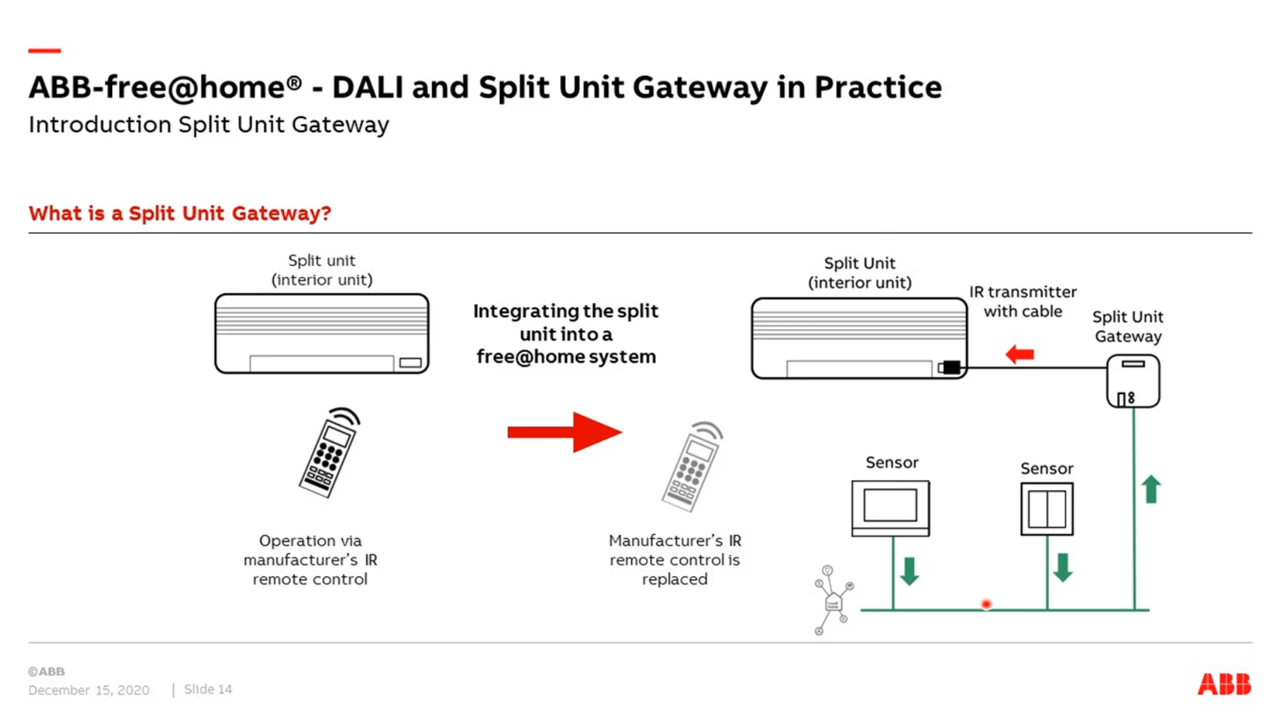 ABB-free@home® - DALI and Split Unit Gateway in Practice
Introduction Split Unit Gateway
What is a Split Unit Gateway?
Split unit
(interior unit)
Integrating the split
unit into a
free@home system
Split Unit
(interior unit)
IR transmitter
with cable
Split Unit
Gateway
Operation via
manufacturer's IR
remote control
Manufacturer's IR
remote control is
replaced
Sensor
Sensor
©ABB
December 15, 2020 | Slide 14
ABB